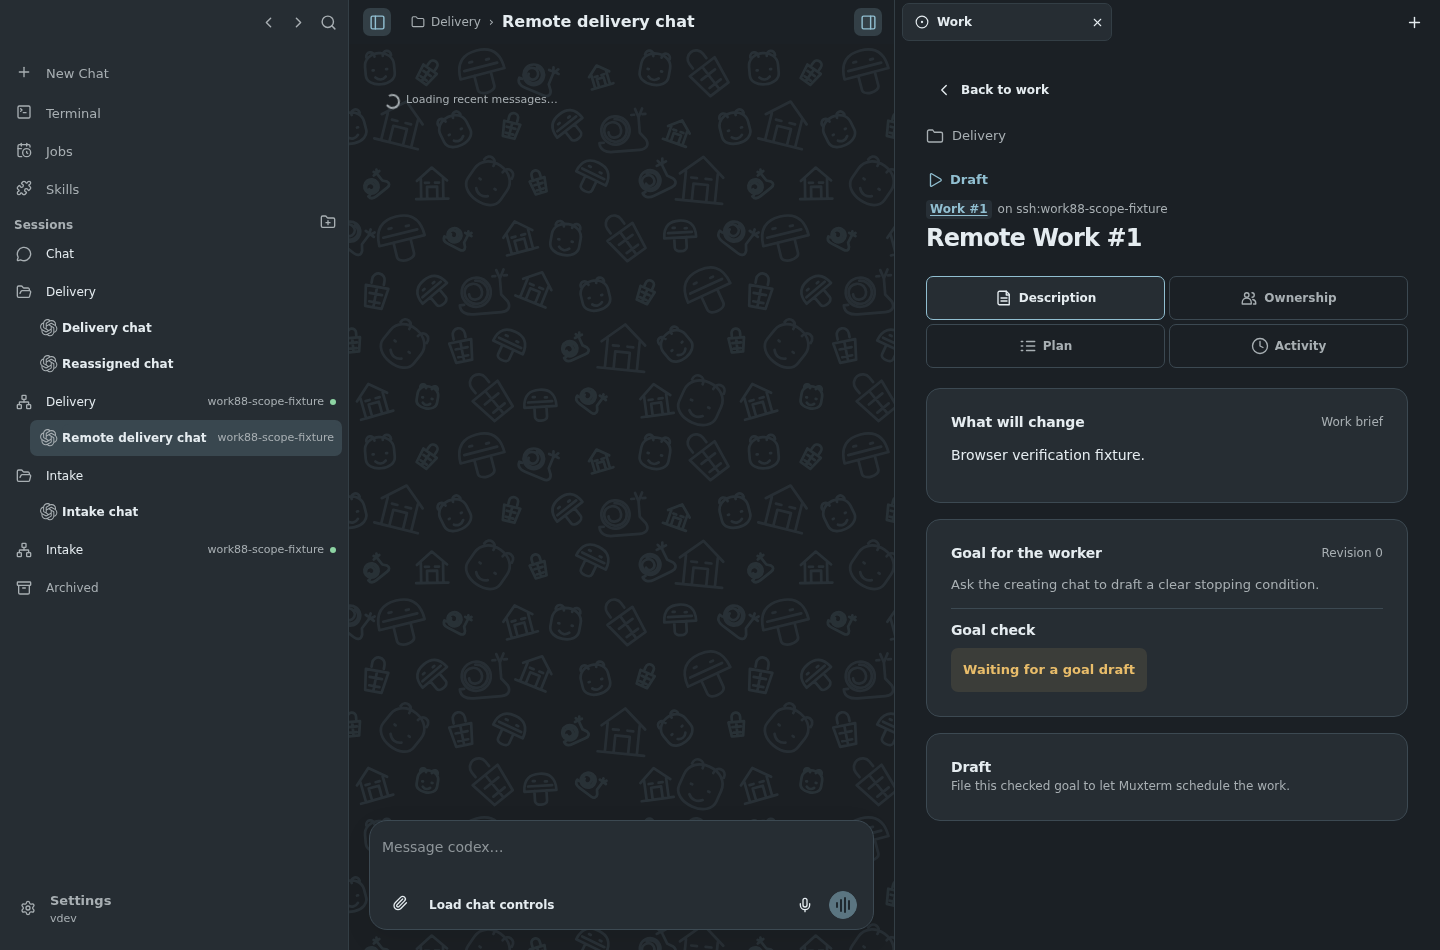 New Chat
Terminal
Jobs
Skills
Sessions
Chat
Delivery
Delivery chat
Reassigned chat
Delivery work88-scope-fixture
Remote delivery chat work88-scope-fixture
Intake
Intake chat
Intake work88-scope-fixture
Archived
Settings
vdev
Delivery › Remote delivery chat
Loading recent messages…
Message codex…
Load chat controls
Work
Back to work
Delivery
Draft
Work #1 on ssh:work88-scope-fixture
Remote Work #1
Description
Ownership
Plan
Activity
What will change Work brief
Browser verification fixture.
Goal for the worker Revision 0
Ask the creating chat to draft a clear stopping condition.
Goal check
Waiting for a goal draft
Draft
File this checked goal to let Muxterm schedule the work.